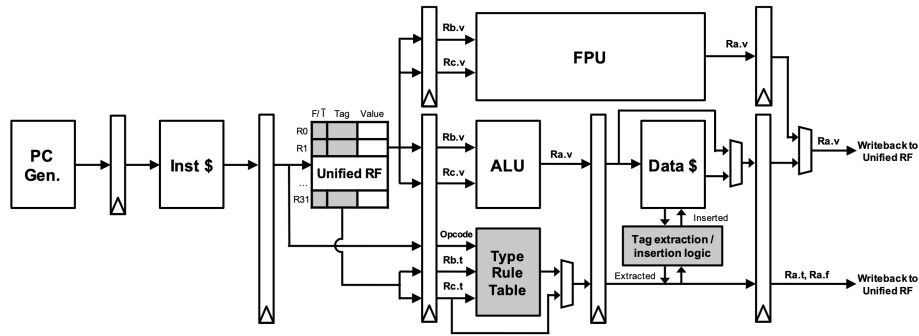 Rb.v
Rc.v
FPU
Ra.v
F/Ī Tag Value
R0
R1
Unified RF
...
R31
PC
Gen.
Inst $
Rb.v
Rc.v
ALU
Ra.v
Data $
Ra.v
Writeback to
Unified RF
Inserted
Tag extraction /
insertion logic
Extracted
Opcode
Rb.t
Rc.t
Type
Rule
Table
Ra.t, Ra.f
Writeback to
Unified RF